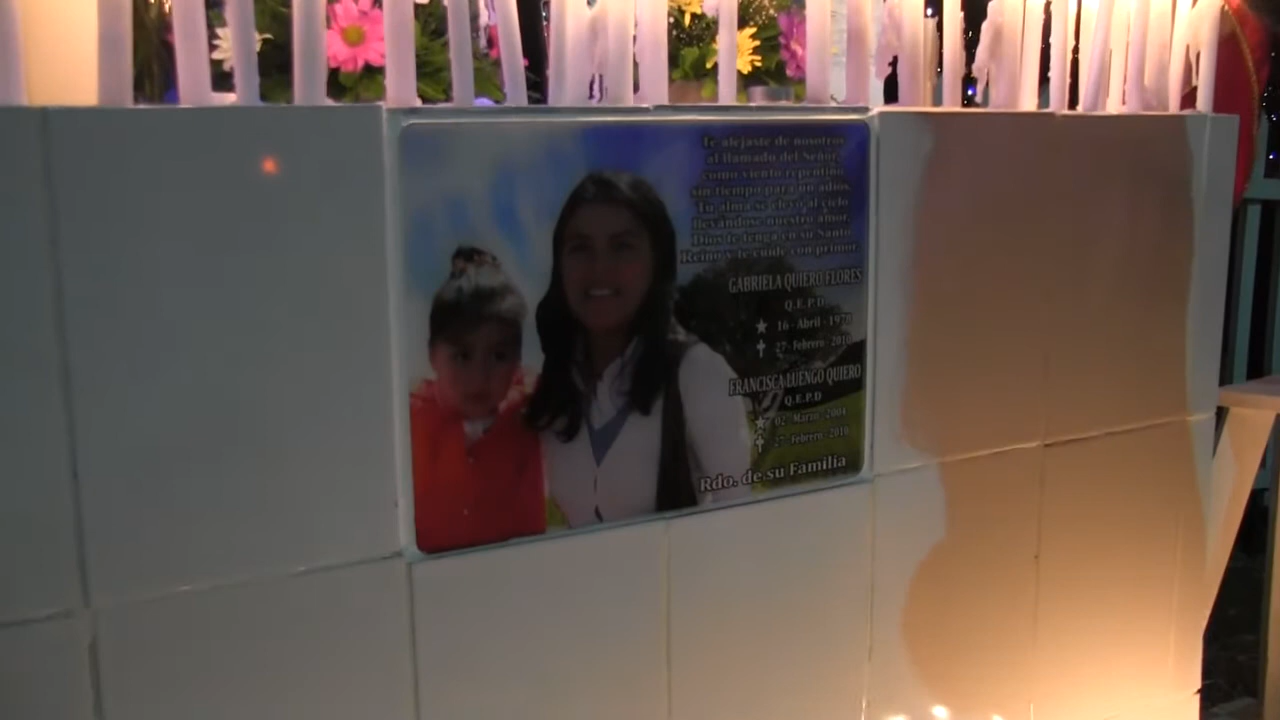 Te alejaste de nosotros
al llamado del Señor,
como viento repentino
sin tiempo para un adiós.
Tu alma se elevó al cielo
llevándose nuestro amor,
Dios te tenga en su Santo
Reino y te cuide con primor.
GABRIELA QUIERO FLORES
Q.E.P.D
16 - Abril - 1979
27 - Febrero - 2010
FRANCISCA LUENGO QUIERO
Q.E.P.D
02 - Marzo - 2004
27 - Febrero - 2010
Rdo. de su Familia